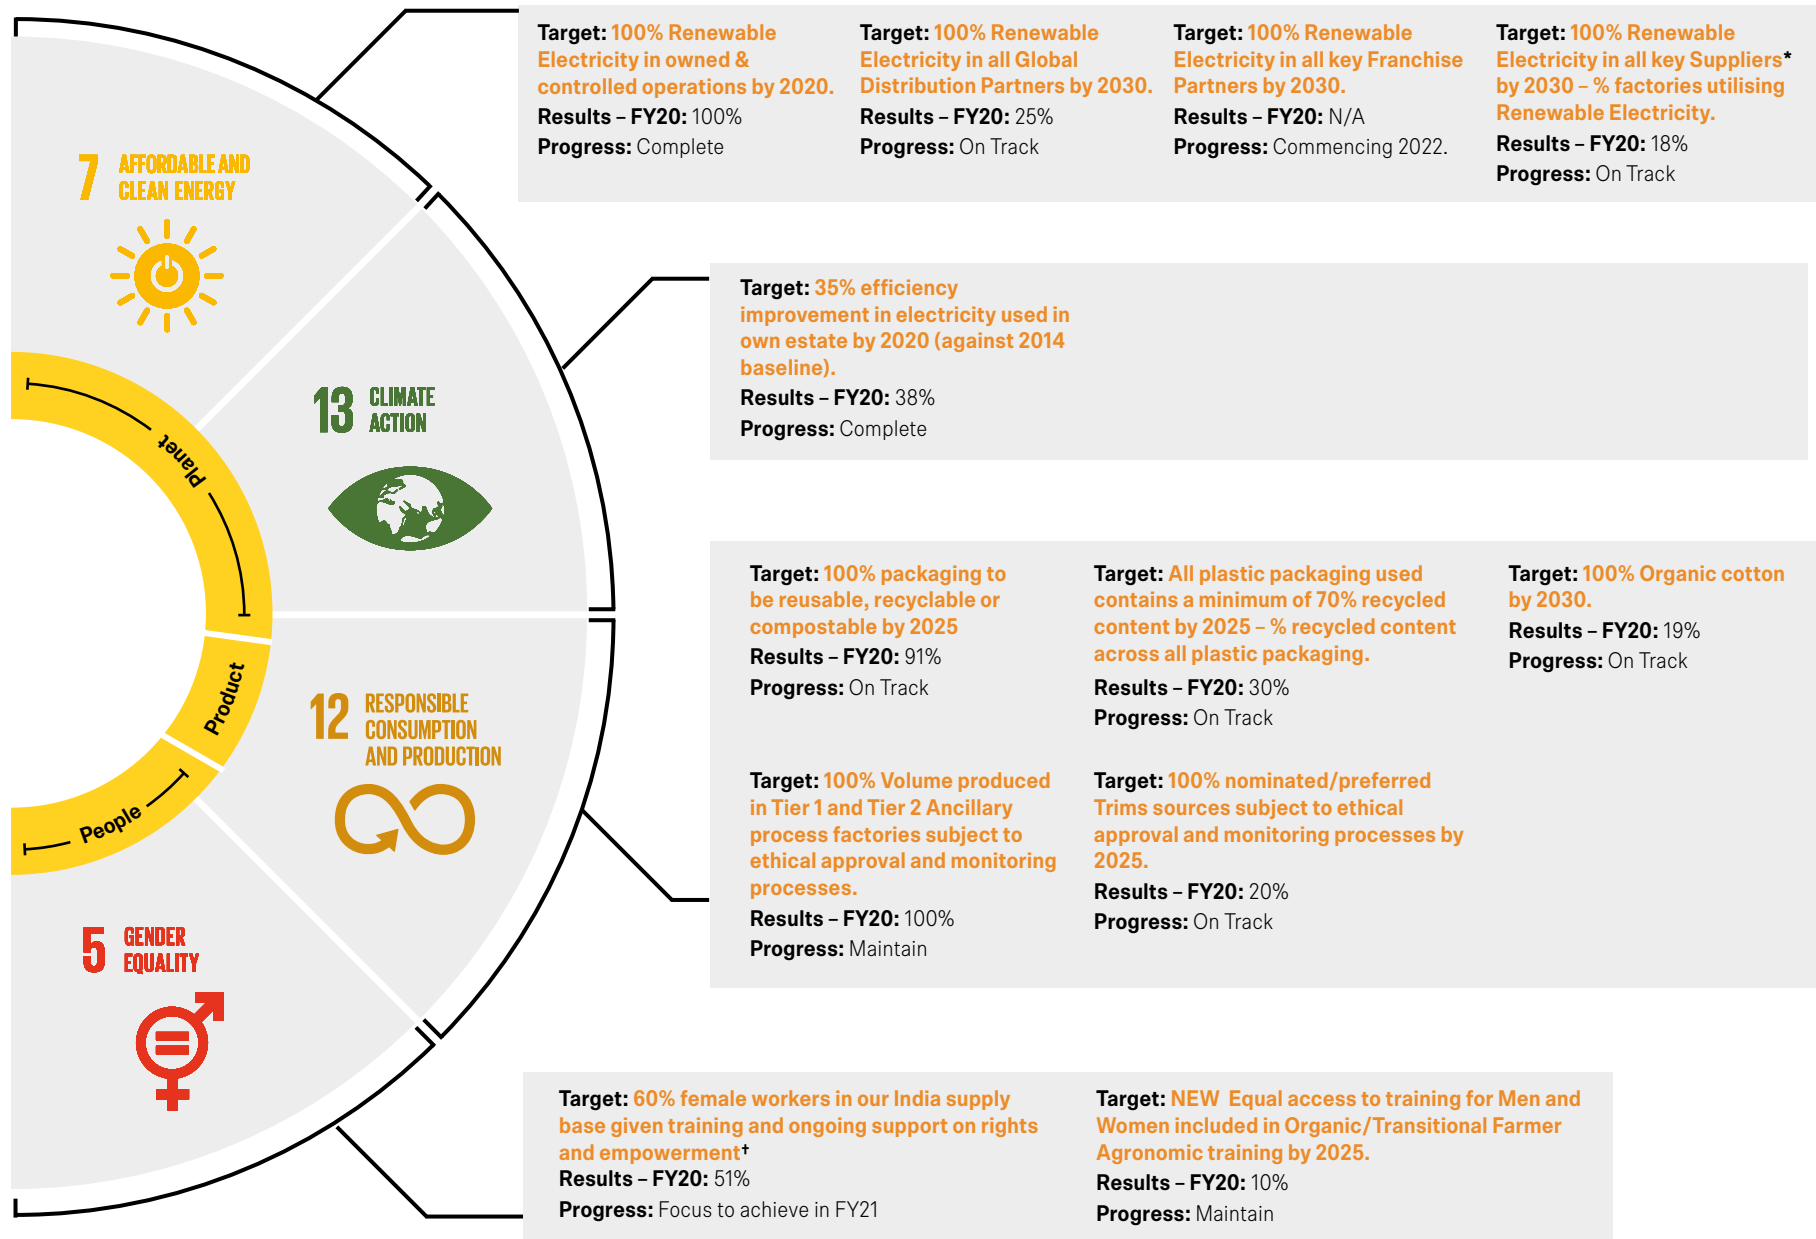 Target: 100% Renewable
Electricity in owned &
controlled operations by 2020.
Results – FY20: 100%
Progress: Complete
Target: 100% Renewable
Electricity in all Global
Distribution Partners by 2030.
Results – FY20: 25%
Progress: On Track
Target: 100% Renewable
Electricity in all key Franchise
Partners by 2030.
Results – FY20: N/A
Progress: Commencing 2022.
Target: 100% Renewable
Electricity in all key Suppliers*
by 2030 – % factories utilising
Renewable Electricity.
Results – FY20: 18%
Progress: On Track
7 AFFORDABLE AND
CLEAN ENERGY
Target: 35% efficiency
improvement in electricity used in
own estate by 2020 (against 2014
baseline).
Results – FY20: 38%
Progress: Complete
13 CLIMATE
ACTION
Planet
Target: 100% packaging to
be reusable, recyclable or
compostable by 2025
Results – FY20: 91%
Progress: On Track
Target: All plastic packaging used
contains a minimum of 70% recycled
content by 2025 – % recycled content
across all plastic packaging.
Results – FY20: 30%
Progress: On Track
Target: 100% Organic cotton
by 2030.
Results – FY20: 19%
Progress: On Track
Product
12 RESPONSIBLE
CONSUMPTION
AND PRODUCTION
Target: 100% Volume produced
in Tier 1 and Tier 2 Ancillary
process factories subject to
ethical approval and monitoring
processes.
Results – FY20: 100%
Progress: Maintain
Target: 100% nominated/preferred
Trims sources subject to ethical
approval and monitoring processes by
2025.
Results – FY20: 20%
Progress: On Track
People
5 GENDER
EQUALITY
Target: 60% female workers in our India supply
base given training and ongoing support on rights
and empowerment†
Results – FY20: 51%
Progress: Focus to achieve in FY21
Target: NEW Equal access to training for Men and
Women included in Organic/Transitional Farmer
Agronomic training by 2025.
Results – FY20: 10%
Progress: Maintain